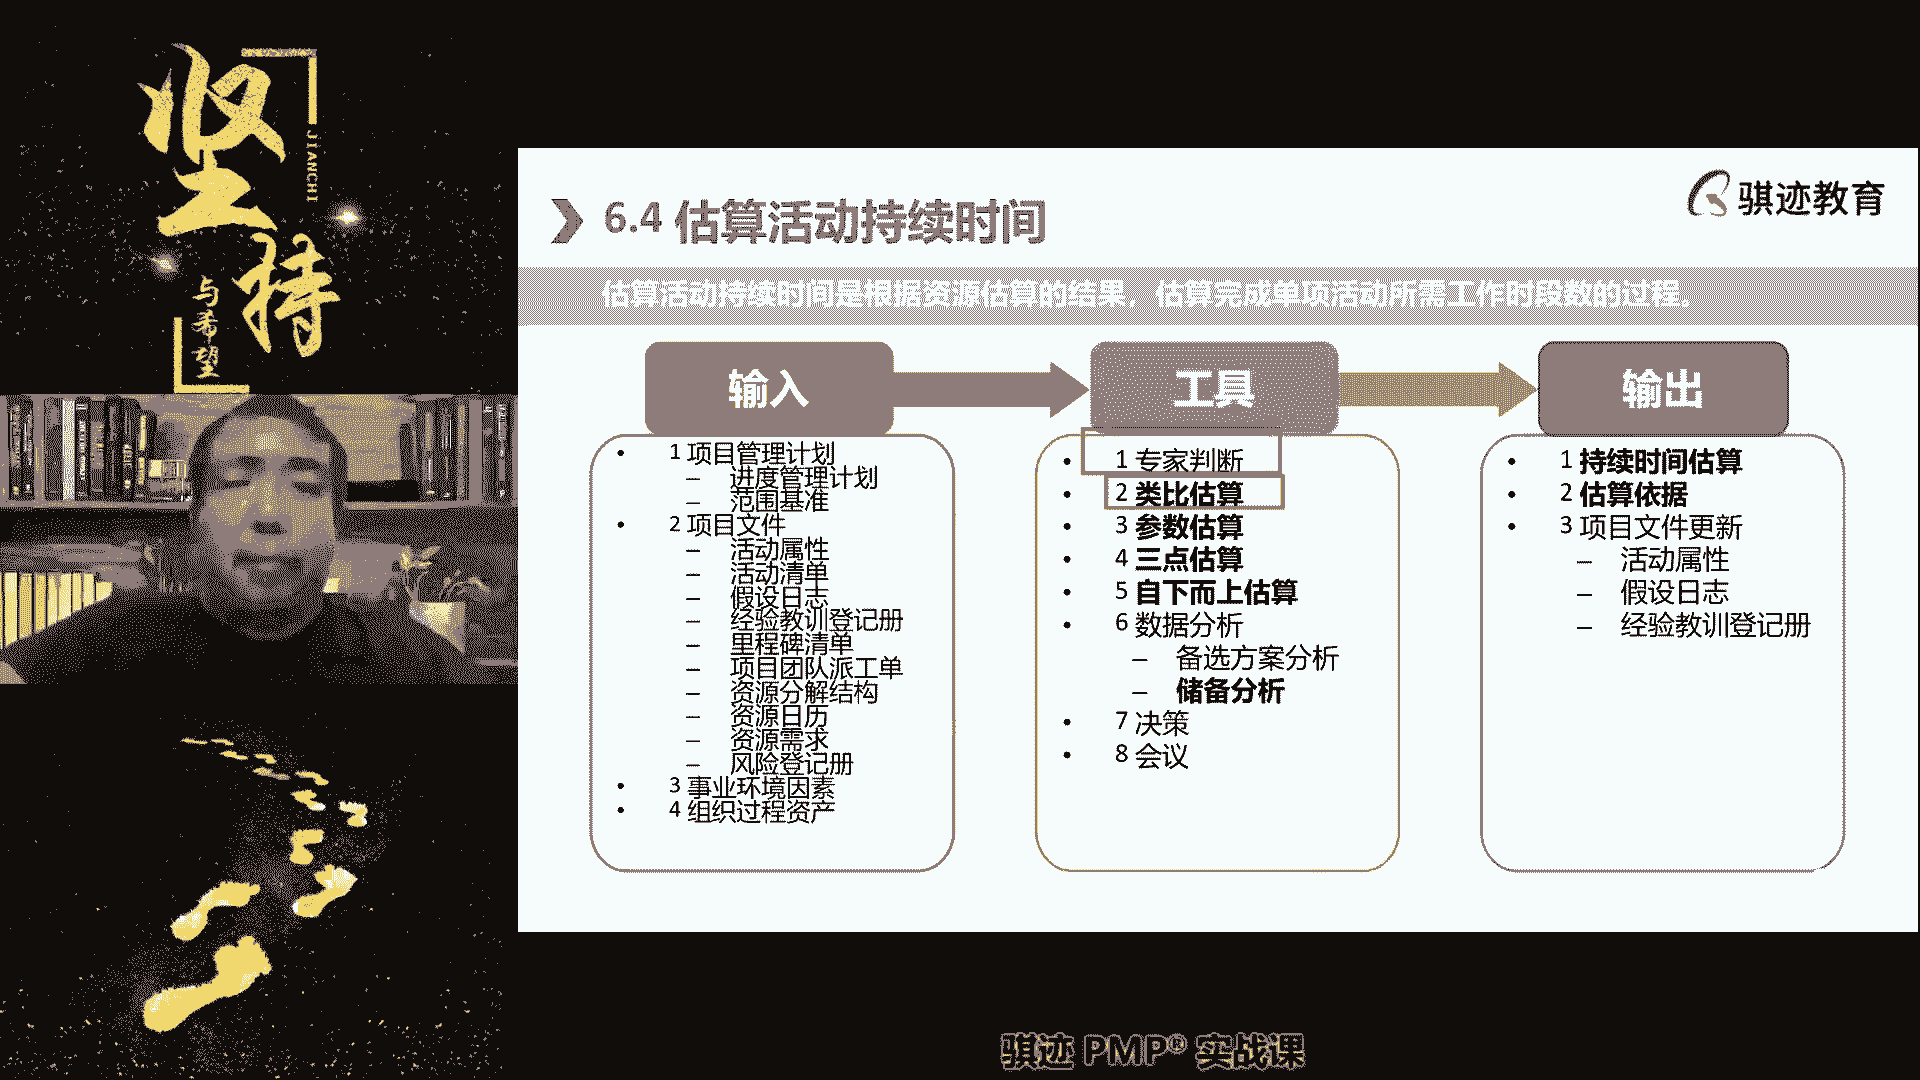 坚持
JIANCHI
与希望
骐迹教育
6.4 估算活动持续时间
估算活动持续时间是根据资源估算的结果，估算完成单项活动所需工作时段数的过程。
输入
• 1 项目管理计划
– 进度管理计划
– 范围基准
• 2 项目文件
– 活动属性
– 活动清单
– 假设日志
– 经验教训登记册
– 里程碑清单
– 项目团队派工单
– 资源分解结构
– 资源日历
– 资源需求
– 风险登记册
• 3 事业环境因素
• 4 组织过程资产
工具
• 1 专家判断
• 2 类比估算
• 3 参数估算
• 4 三点估算
• 5 自下而上估算
• 6 数据分析
– 备选方案分析
– 储备分析
• 7 决策
• 8 会议
输出
• 1 持续时间估算
• 2 估算依据
• 3 项目文件更新
– 活动属性
– 假设日志
– 经验教训登记册
骐迹 PMP® 实战课